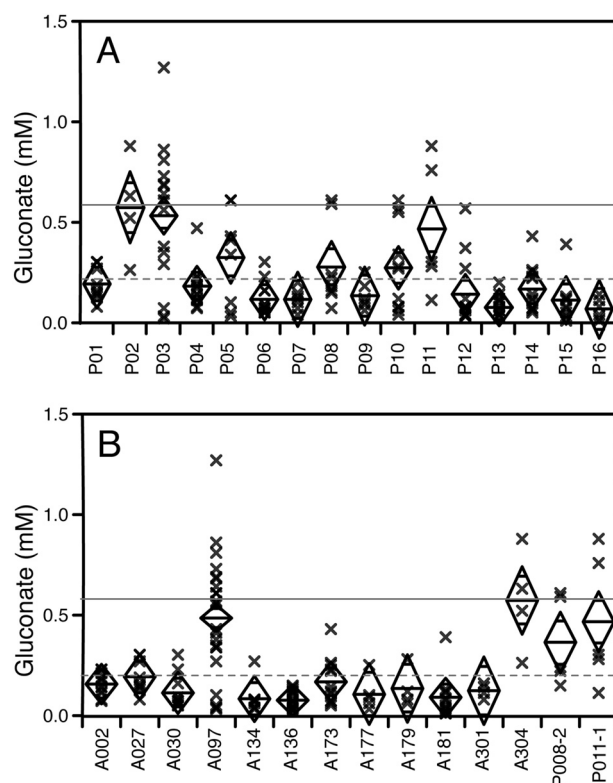 A
Gluconate (mM)
1.5
1.0
0.5
0.0
P01 P02 P03 P04 P05 P06 P07 P08 P09 P10 P11 P12 P13 P14 P15 P16
B
Gluconate (mM)
1.5
1.0
0.5
0.0
A002 A027 A030 A097 A134 A136 A173 A177 A179 A181 A301 A304 P008-2 P011-1